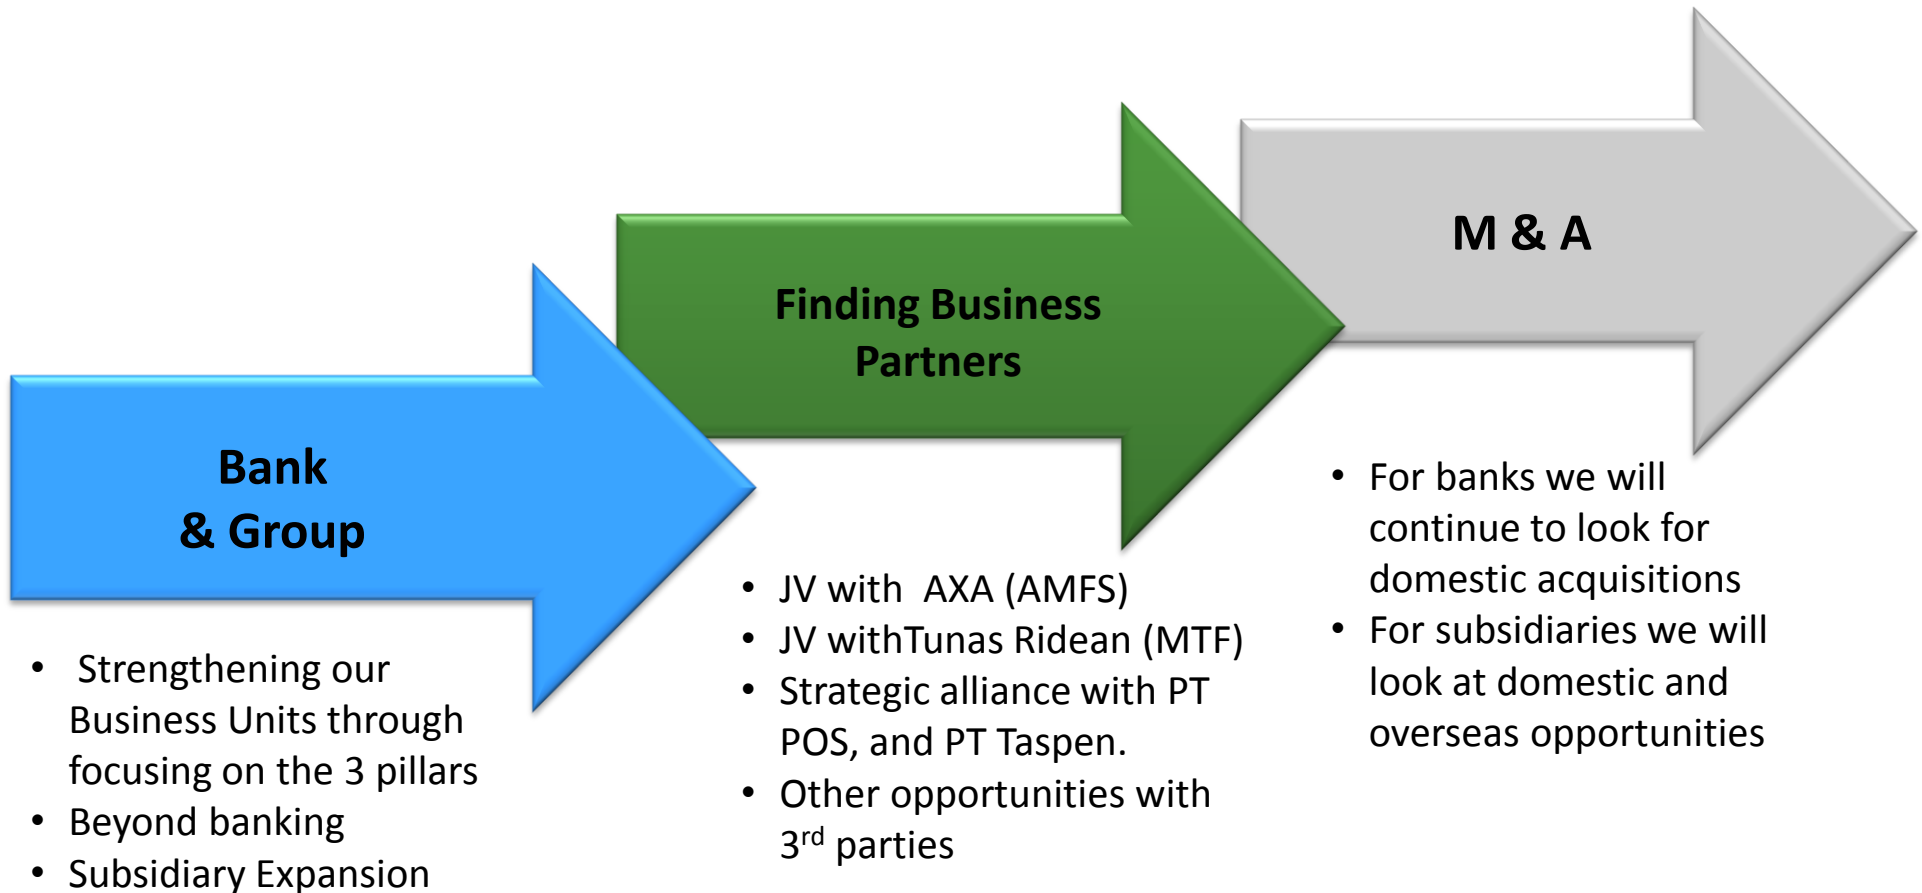 Bank
& Group
• Strengthening our
Business Units through
focusing on the 3 pillars
• Beyond banking
• Subsidiary Expansion
Finding Business
Partners
• JV with  AXA (AMFS)
• JV withTunas Ridean (MTF)
• Strategic alliance with PT
POS, and PT Taspen.
• Other opportunities with
3rd parties
M & A
• For banks we will
continue to look for
domestic acquisitions
• For subsidiaries we will
look at domestic and
overseas opportunities